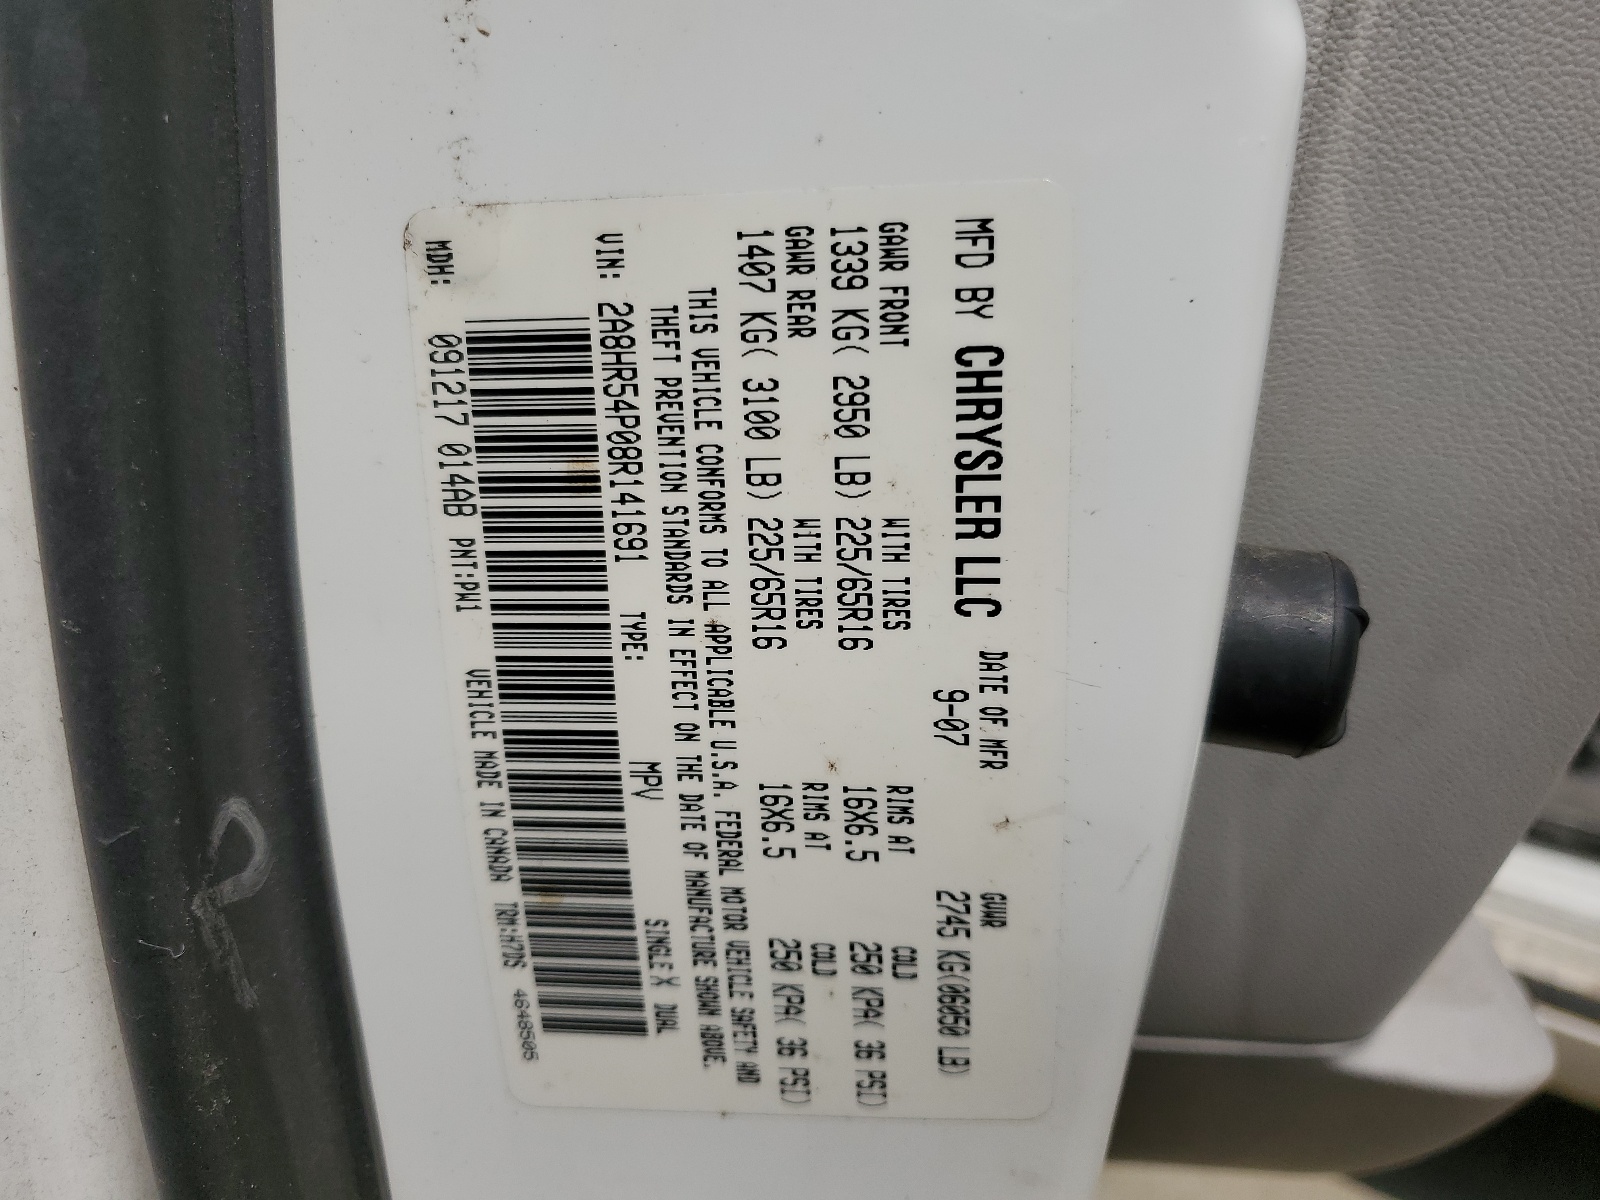 MFD BY CHRYSLER LLC DATE OF MFR GVWR
9-07 2745 KG(06050 LB)
GAWR FRONT WITH TIRES RIMS AT COLD
1339 KG( 2950 LB) 225/65R16 16X6.5 250 KPA( 36 PSI)
GAWR REAR WITH TIRES RIMS AT COLD
1407 KG( 3100 LB) 225/65R16 16X6.5 250 KPA( 36 PSI)
THIS VEHICLE CONFORMS TO ALL APPLICABLE U.S.A. FEDERAL MOTOR VEHICLE SAFETY AND
THEFT PREVENTION STANDARDS IN EFFECT ON THE DATE OF MANUFACTURE SHOWN ABOVE.
VIN: 2A8HR54P08R141691 TYPE: MPV SINGLE X DUAL
MDH: 091217 014AB PNT:PW1 VEHICLE MADE IN CANADA TRM:H7DS 4648505